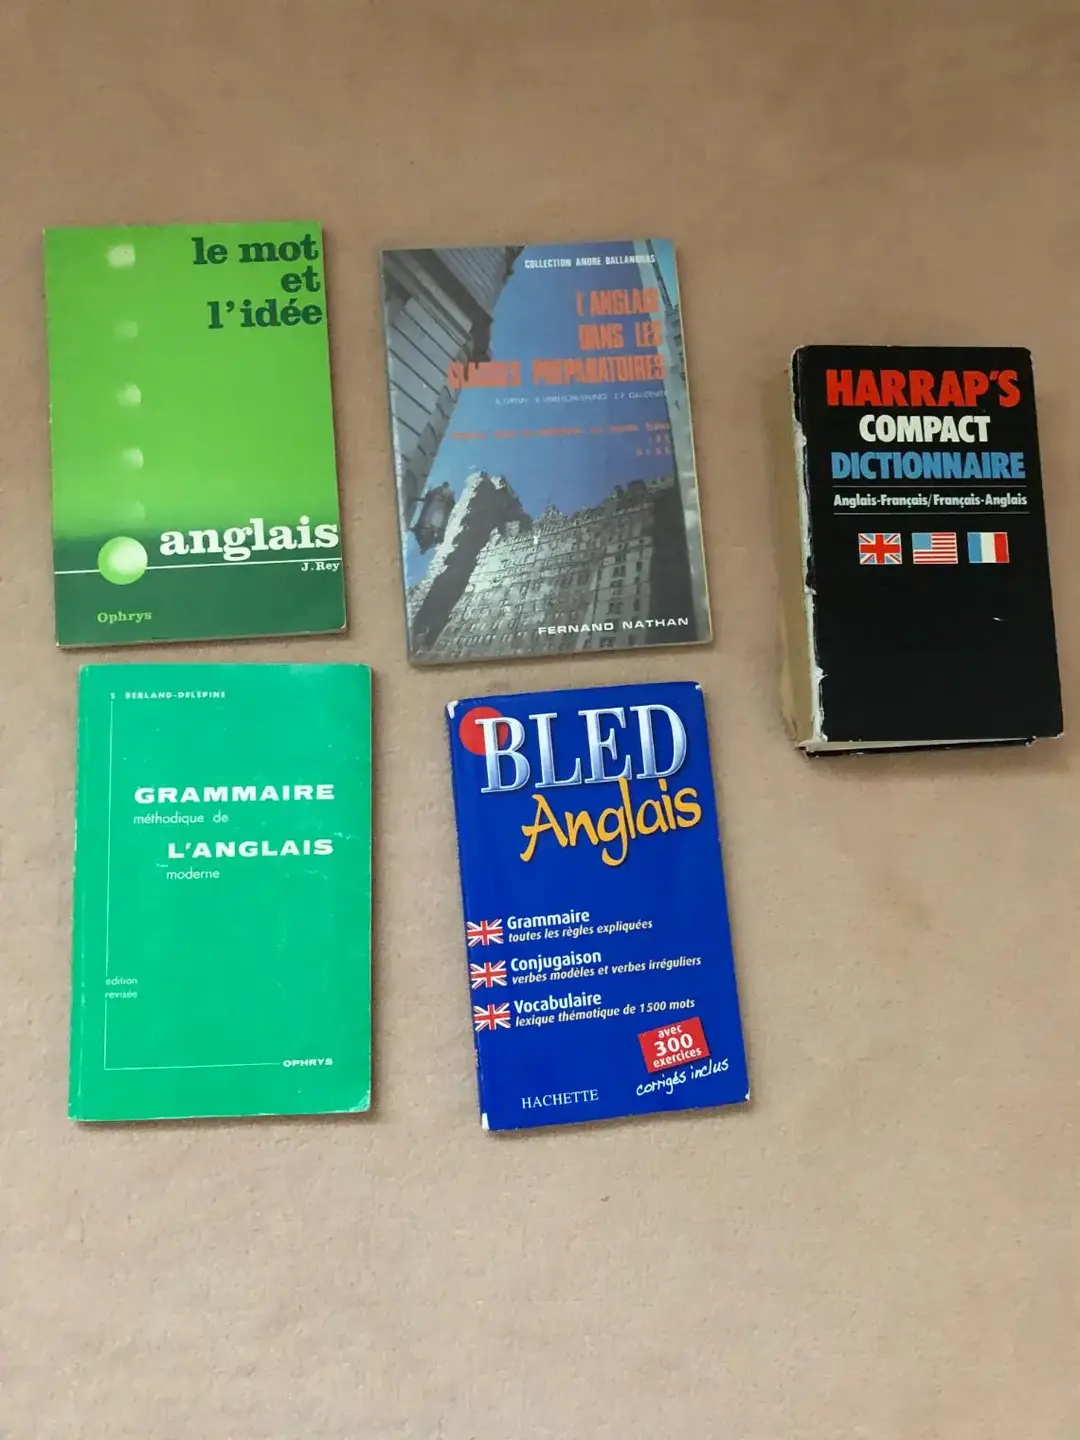 le mot
et
l'idée
anglais
J. Rey
Ophrys
COLLECTION ANDRE BALLANDRAS
L'ANGLAIS
DANS LES
CLASSES PREPARATOIRES
FERNAND NATHAN
HARRAP'S
COMPACT
DICTIONNAIRE
Anglais-Français/Français-Anglais
S BERLAND-DELÉPINE
GRAMMAIRE
méthodique de
L'ANGLAIS
moderne
edition
revisée
OPHRYS
BLED
Anglais
Grammaire
toutes les règles expliquées
Conjugaison
verbes modèles et verbes irréguliers
Vocabulaire
lexique thématique de 1500 mots
avec
300
exercices
corrigés inclus
HACHETTE